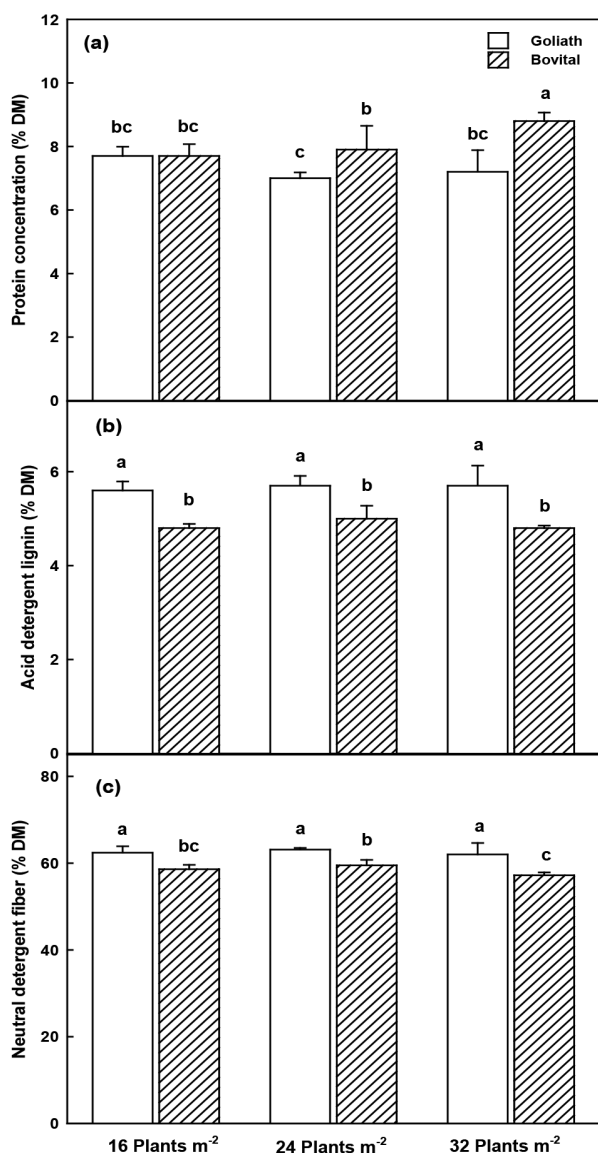 12
(a)
Goliath
Bovital
10
a
b
bc bc bc
c
8
6
4
2
0
Protein concentration (% DM)
(b)
a a a
6
b b b
4
2
0
Acid detergent lignin (% DM)
80
(c)
a a a
bc b c
60
40
20
0
Neutral detergent fiber (% DM)
16 Plants m⁻² 24 Plants m⁻² 32 Plants m⁻²